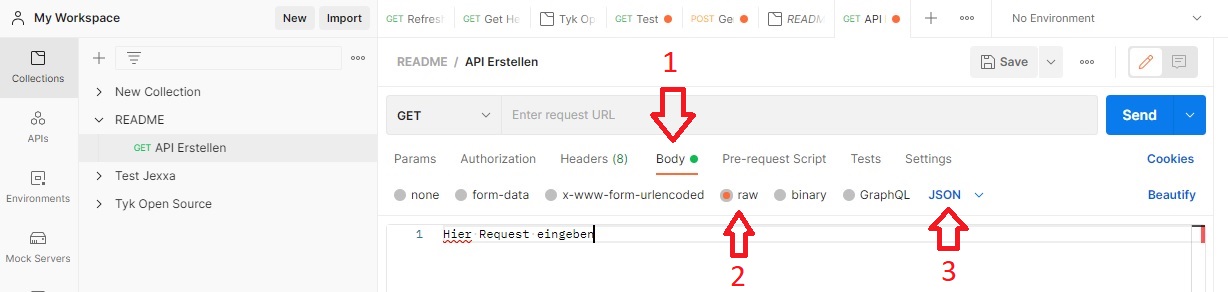 My Workspace New Import
GET Refres GET Get He Tyk Op GET Test POST Ge README GET API No Environment
Collections
APIs
Environments
Mock Servers
New Collection
README
GET API Erstellen
Test Jexxa
Tyk Open Source
README / API Erstellen Save
1
GET Enter request URL Send
Params Authorization Headers (8) Body Pre-request Script Tests Settings Cookies
none form-data x-www-form-urlencoded raw binary GraphQL JSON Beautify
1 Hier Request eingeben
2 3